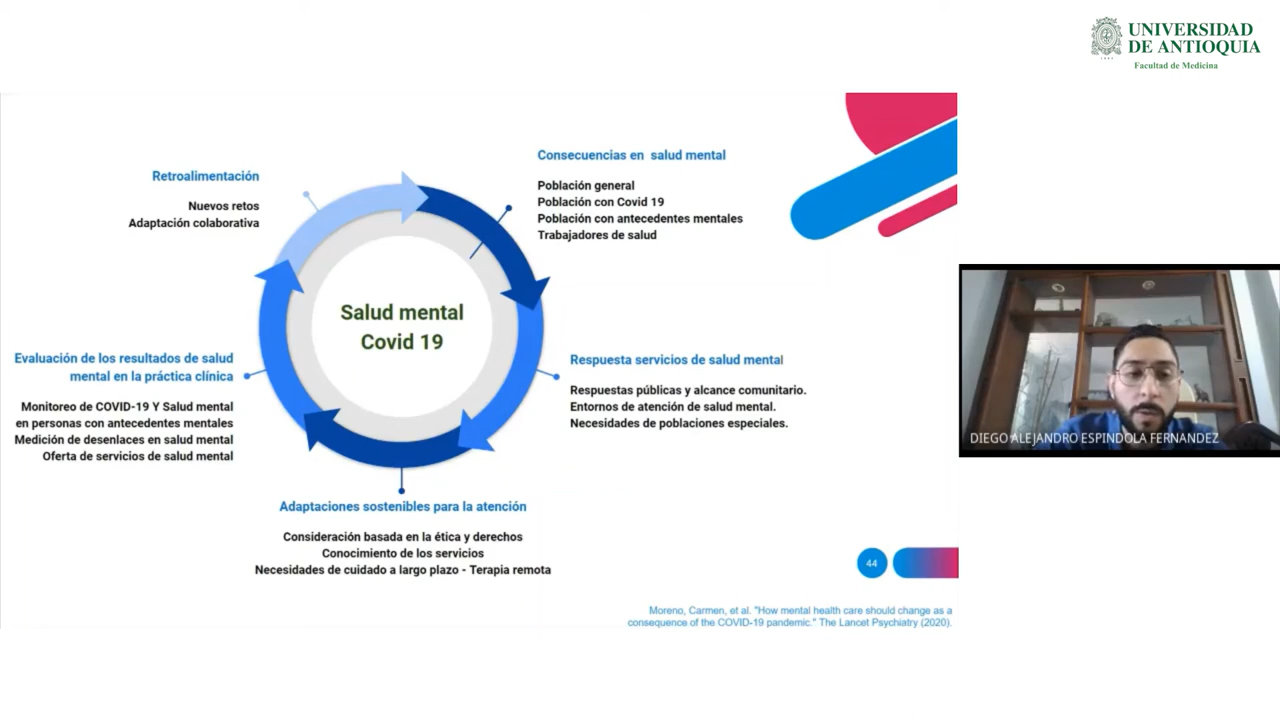 UNIVERSIDAD
DE ANTIOQUIA
Facultad de Medicina
Consecuencias en salud mental
Población general
Población con Covid 19
Población con antecedentes mentales
Trabajadores de salud
Retroalimentación
Nuevos retos
Adaptación colaborativa
Salud mental
Covid 19
Respuesta servicios de salud mental
Respuestas públicas y alcance comunitario.
Entornos de atención de salud mental.
Necesidades de poblaciones especiales.
Evaluación de los resultados de salud
mental en la práctica clínica
Monitoreo de COVID-19 Y Salud mental
en personas con antecedentes mentales
Medición de desenlaces en salud mental
Oferta de servicios de salud mental
Adaptaciones sostenibles para la atención
Consideración basada en la ética y derechos
Conocimiento de los servicios
Necesidades de cuidado a largo plazo - Terapia remota
44
Moreno, Carmen, et al. "How mental health care should change as a
consequence of the COVID-19 pandemic." The Lancet Psychiatry (2020).
DIEGO ALEJANDRO ESPINDOLA FERNANDEZ